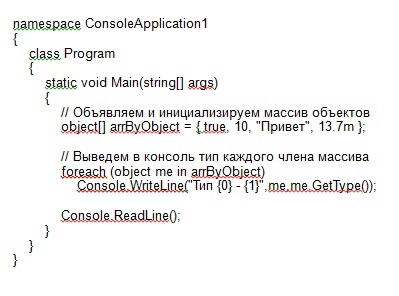 namespace ConsoleApplication1
{
class Program
{
static void Main(string[] args)
{
// Объявляем и инициализируем массив объектов
object[] arrByObject = { true, 10, "Привет", 13.7m };
// Выведем в консоль тип каждого члена массива
foreach (object me in arrByObject)
Console.WriteLine("Тип {0} - {1}",me,me.GetType());
Console.ReadLine();
}
}
}